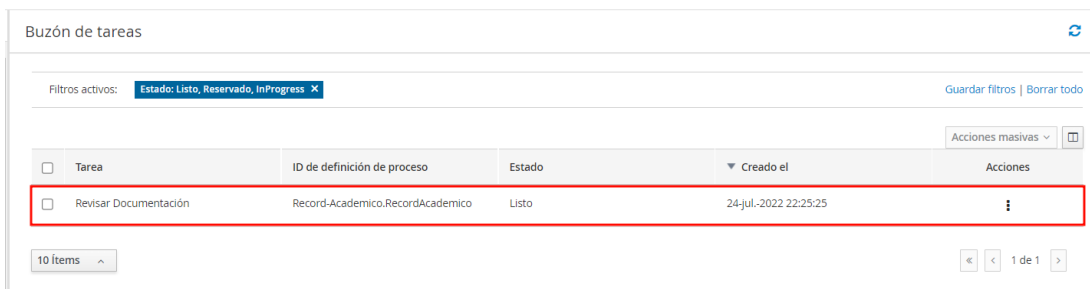 Buzón de tareas
Filtros activos: Estado: Listo, Reservado, InProgress X Guardar filtros | Borrar todo
Acciones masivas
Tarea ID de definición de proceso Estado Creado el Acciones
Revisar Documentación Record-Academico.RecordAcademico Listo 24-jul.-2022 22:25:25
10 Ítems « < 1 de 1 >